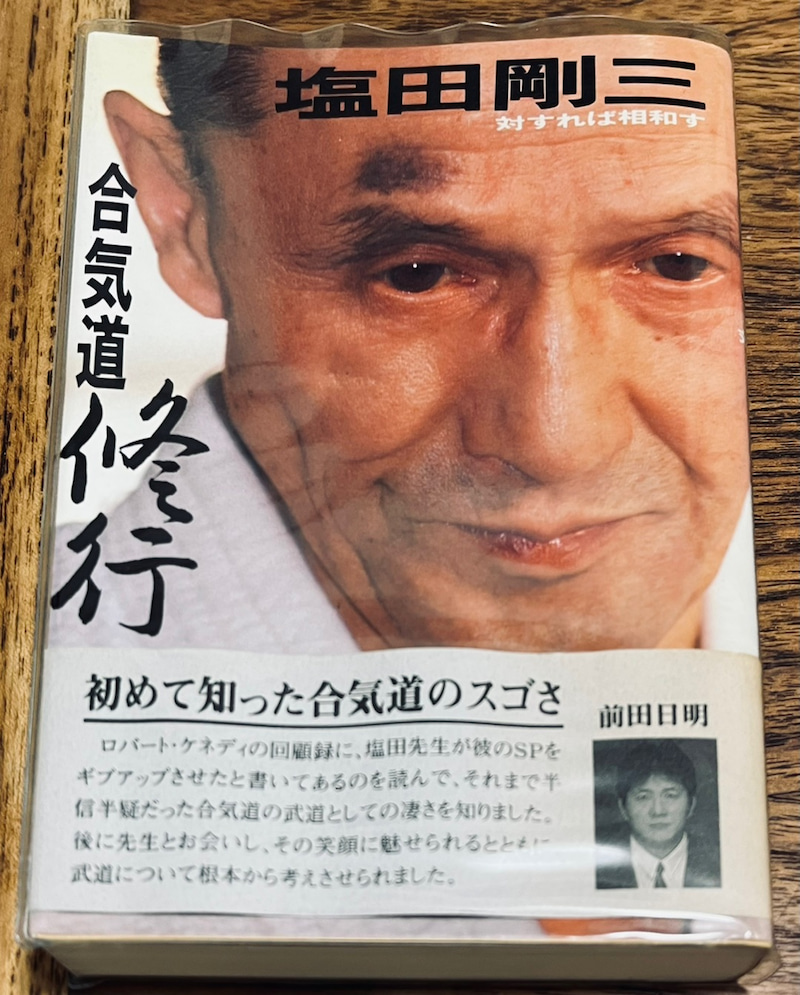 塩田剛三
対すれば相和す
合気道
修行
初めて知った合気道のスゴさ
前田日明
ロバート・ケネディの回顧録に、塩田先生が彼のSPを
ギブアップさせたと書いてあるのを読んで、それまで半
信半疑だった合気道の武道としての凄さを知りました。
後に先生とお会いし、その笑顔に魅せられるとともに、
武道について根本から考えさせられました。